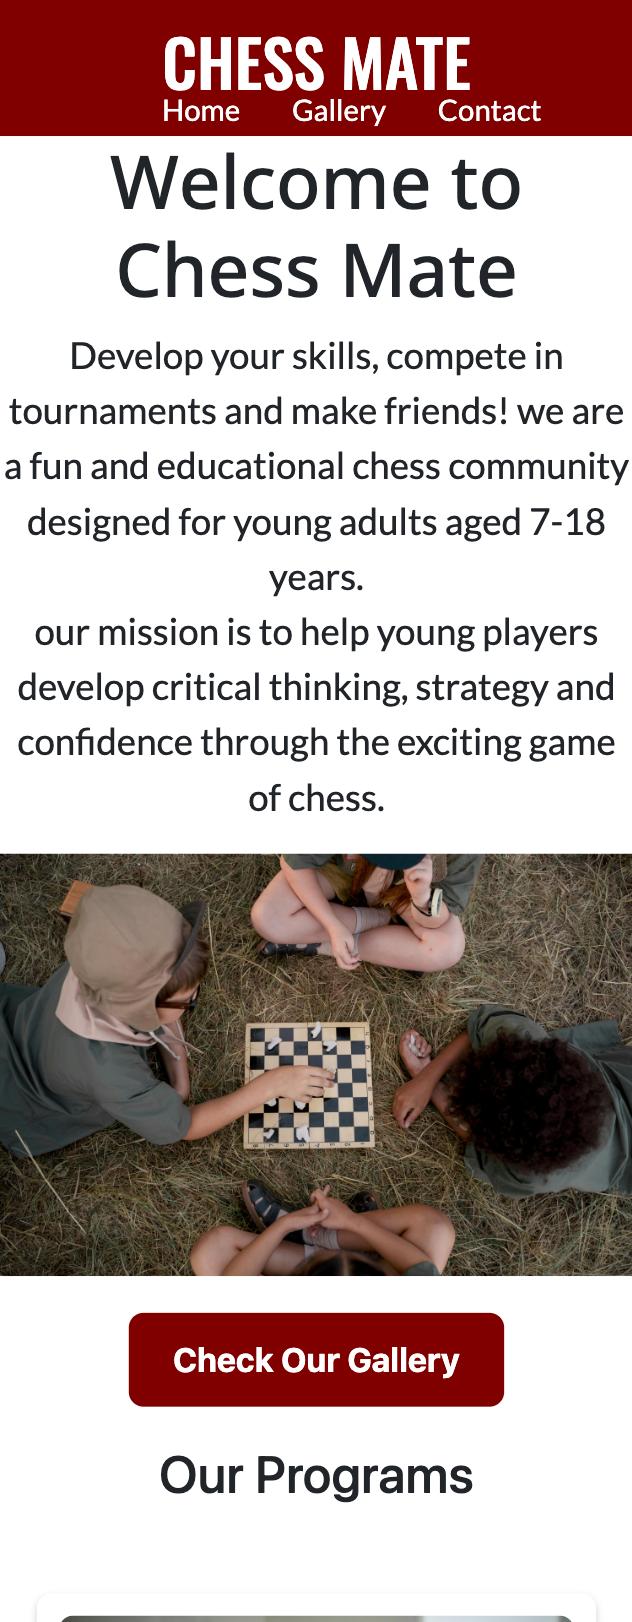 CHESS MATE
Home Gallery Contact
Welcome to
Chess Mate
Develop your skills, compete in
tournaments and make friends! we are
a fun and educational chess community
designed for young adults aged 7-18
years.
our mission is to help young players
develop critical thinking, strategy and
confidence through the exciting game
of chess.
Check Our Gallery
Our Programs